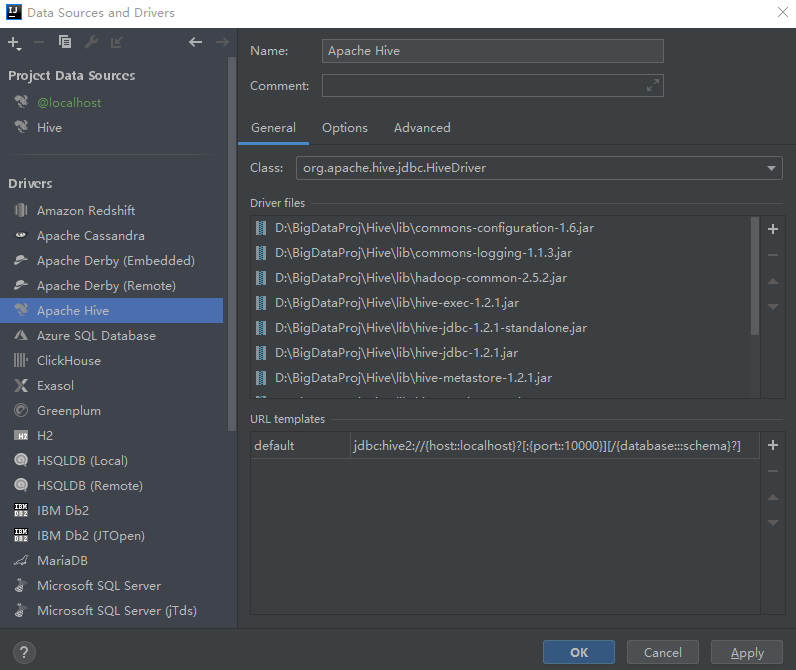 Data Sources and Drivers
Project Data Sources
@localhost
Hive
Drivers
Amazon Redshift
Apache Cassandra
Apache Derby (Embedded)
Apache Derby (Remote)
Apache Hive
Azure SQL Database
ClickHouse
Exasol
Greenplum
H2
HSQLDB (Local)
HSQLDB (Remote)
IBM Db2
IBM Db2 (JTOpen)
MariaDB
Microsoft SQL Server
Microsoft SQL Server (jTds)
Name: Apache Hive
Comment:
General Options Advanced
Class: org.apache.hive.jdbc.HiveDriver
Driver files
D:\BigDataProj\Hive\lib\commons-configuration-1.6.jar
D:\BigDataProj\Hive\lib\commons-logging-1.1.3.jar
D:\BigDataProj\Hive\lib\hadoop-common-2.5.2.jar
D:\BigDataProj\Hive\lib\hive-exec-1.2.1.jar
D:\BigDataProj\Hive\lib\hive-jdbc-1.2.1-standalone.jar
D:\BigDataProj\Hive\lib\hive-jdbc-1.2.1.jar
D:\BigDataProj\Hive\lib\hive-metastore-1.2.1.jar
URL templates
default jdbc:hive2://{host::localhost}?[:{port::10000}][/{database:::schema}?]
? OK Cancel Apply